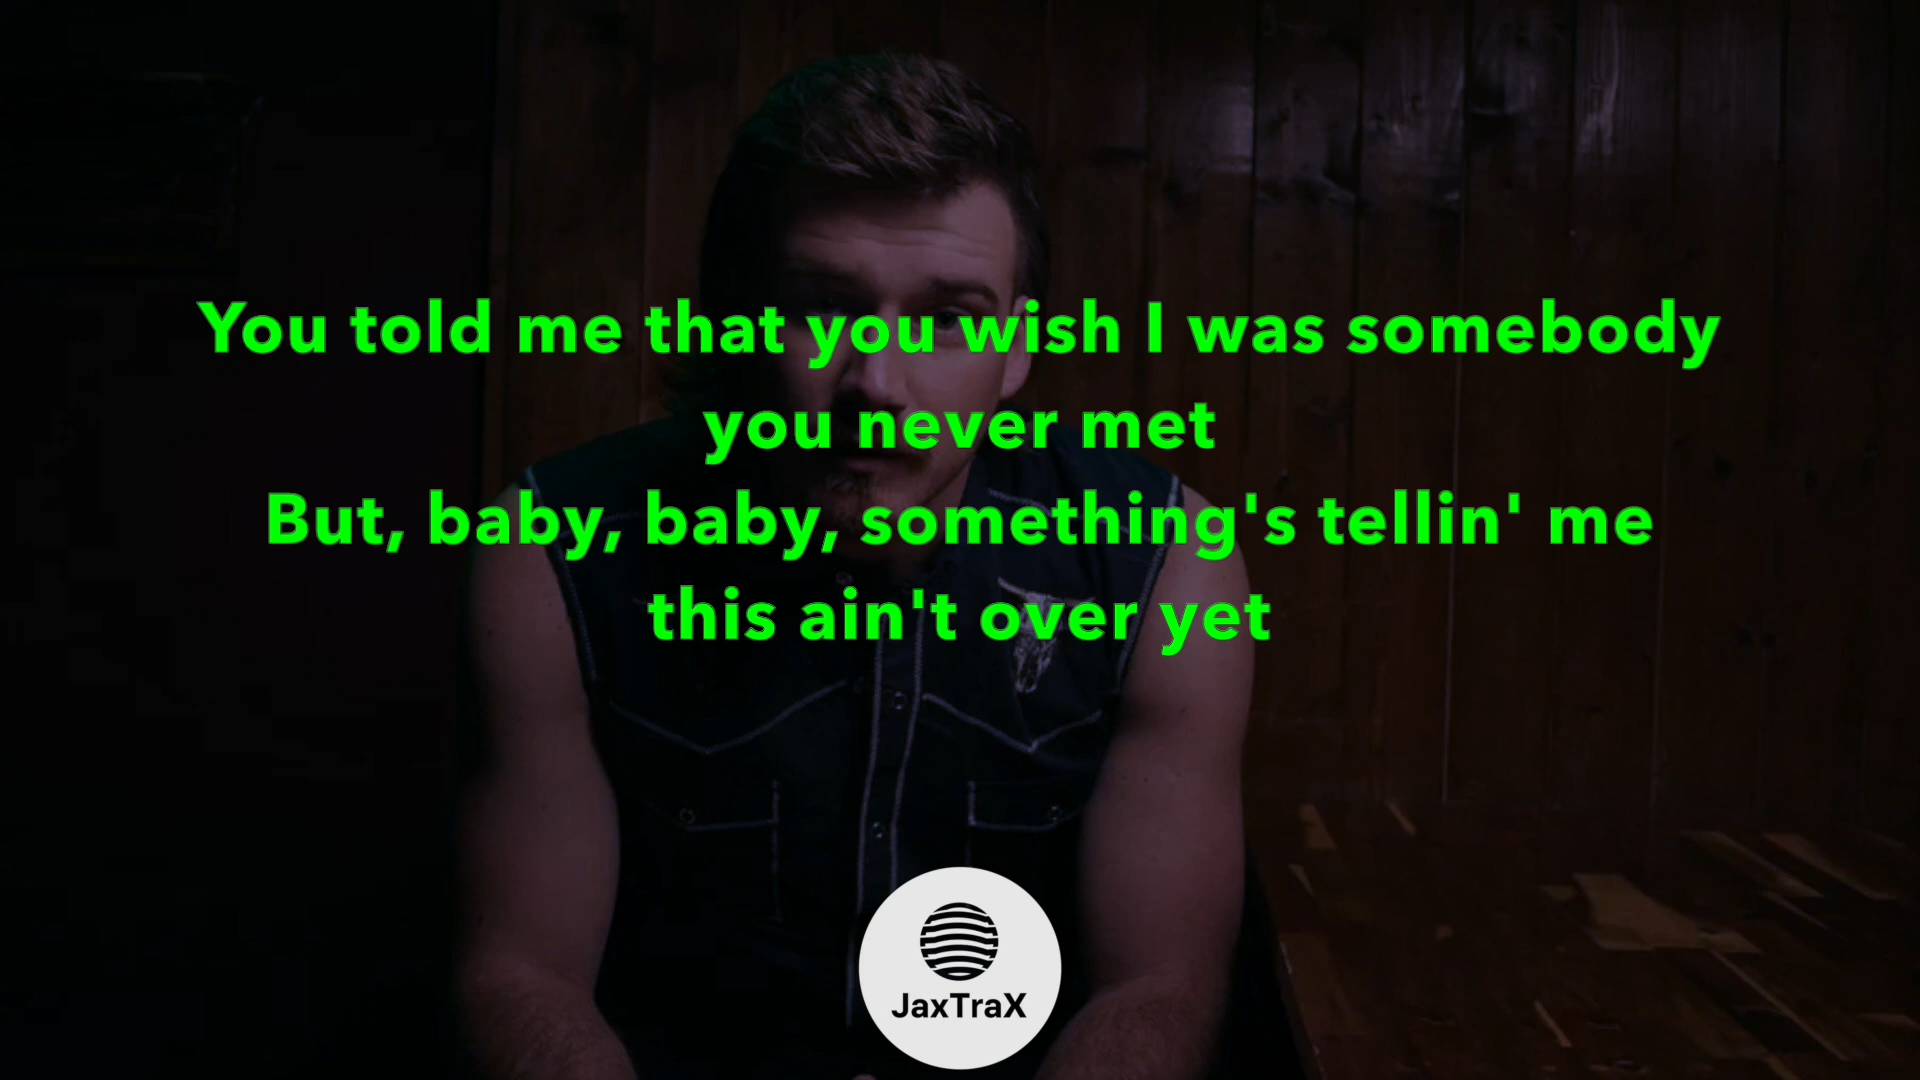 You told me that you wish I was somebody
you never met
But, baby, baby, something's tellin' me
this ain't over yet
JaxTraX